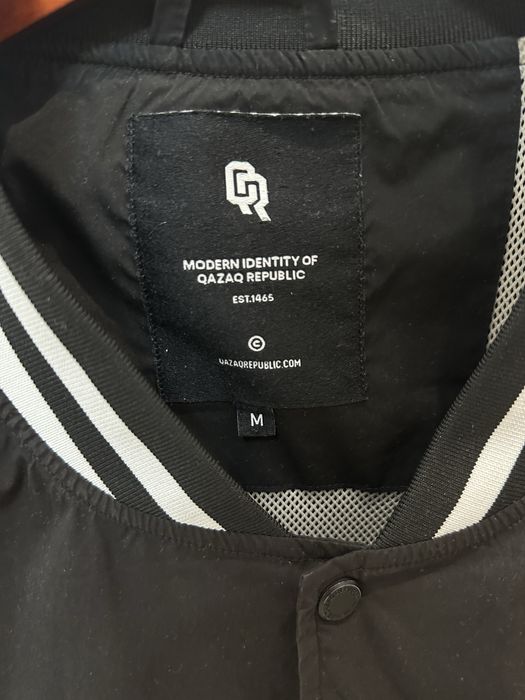 QR
MODERN IDENTITY OF
QAZAQ REPUBLIC
EST.1465
©
QAZAQREPUBLIC.COM
M